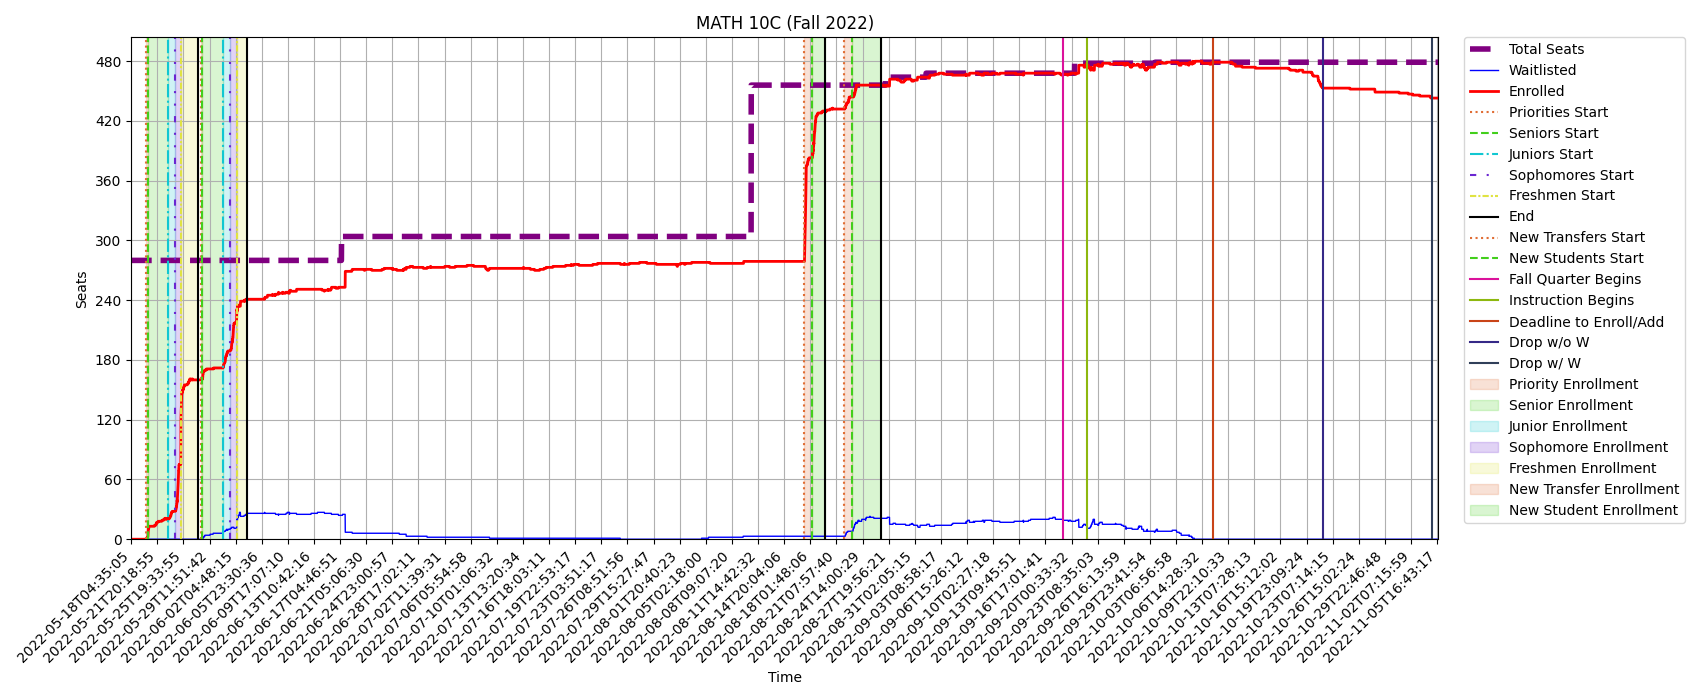 MATH 10C (Fall 2022)
Seats
480
420
360
300
240
180
120
60
0
2022-05-18T04:35:05
2022-05-21T20:18:55
2022-05-25T19:33:55
2022-05-29T11:51:42
2022-06-02T04:48:15
2022-06-05T23:30:36
2022-06-09T17:07:10
2022-06-13T10:42:16
2022-06-17T04:46:51
2022-06-21T05:06:30
2022-06-24T23:00:57
2022-06-28T17:02:11
2022-07-02T11:39:31
2022-07-06T05:54:58
2022-07-10T01:06:32
2022-07-13T13:20:34
2022-07-16T18:03:11
2022-07-19T22:53:17
2022-07-23T03:51:17
2022-07-26T08:51:56
2022-07-29T15:27:47
2022-08-01T20:40:23
2022-08-05T02:18:00
2022-08-08T09:07:20
2022-08-11T14:42:32
2022-08-14T20:04:06
2022-08-18T01:48:06
2022-08-21T07:57:40
2022-08-24T14:00:29
2022-08-27T19:56:21
2022-08-31T02:05:15
2022-09-03T08:58:17
2022-09-06T15:26:12
2022-09-10T02:27:18
2022-09-13T09:45:51
2022-09-16T17:01:41
2022-09-20T00:33:32
2022-09-23T08:35:03
2022-09-26T16:13:59
2022-09-29T23:41:54
2022-10-03T06:56:58
2022-10-06T14:28:32
2022-10-09T22:10:33
2022-10-13T07:28:13
2022-10-16T15:12:02
2022-10-19T23:09:24
2022-10-23T07:14:15
2022-10-26T15:02:24
2022-10-29T22:46:48
2022-11-02T07:15:59
2022-11-05T16:43:17
Time
Total Seats
Waitlisted
Enrolled
Priorities Start
Seniors Start
Juniors Start
Sophomores Start
Freshmen Start
End
New Transfers Start
New Students Start
Fall Quarter Begins
Instruction Begins
Deadline to Enroll/Add
Drop w/o W
Drop w/ W
Priority Enrollment
Senior Enrollment
Junior Enrollment
Sophomore Enrollment
Freshmen Enrollment
New Transfer Enrollment
New Student Enrollment